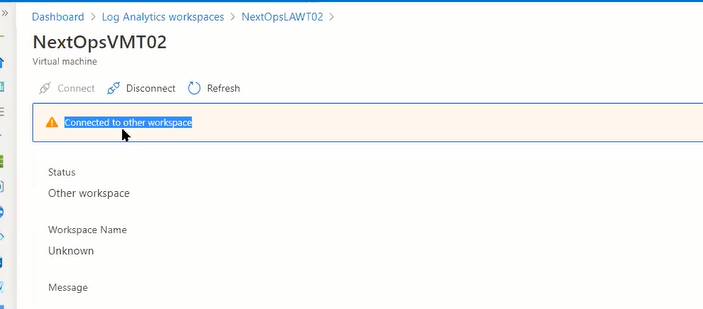 Dashboard > Log Analytics workspaces > NextOpsLAWT02 >
NextOpsVMT02
Virtual machine
Connect Disconnect Refresh
Connected to other workspace
Status
Other workspace
Workspace Name
Unknown
Message